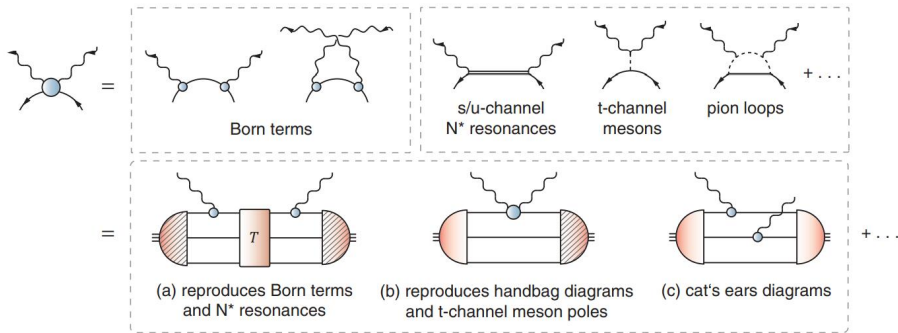 =
Born terms
s/u-channel
N* resonances
t-channel
mesons
pion loops
+ . . .
=
T
(a) reproduces Born terms
and N* resonances
(b) reproduces handbag diagrams
and t-channel meson poles
(c) cat's ears diagrams
+ . . .